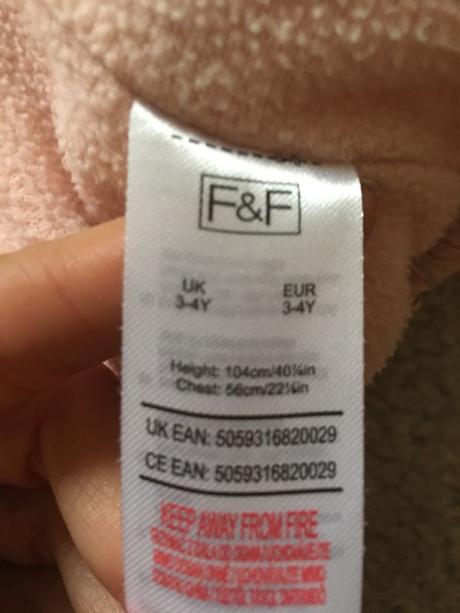 F&F
UK EUR
3-4Y 3-4Y
Height: 104cm/40¼in
Chest: 56cm/22¼in
UK EAN: 5059316820029
CE EAN: 5059316820029
KEEP AWAY FROM FIRE